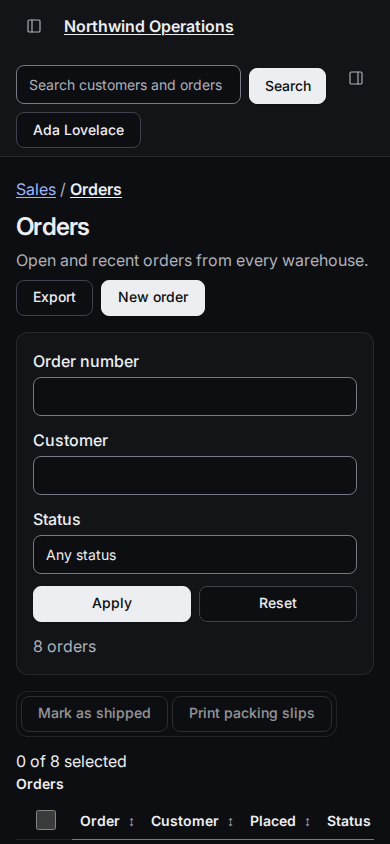 Northwind Operations
Search customers and orders
Search
Ada Lovelace
Sales / Orders
Orders
Open and recent orders from every warehouse.
Export
New order
Order number
Customer
Status
Any status
Apply
Reset
8 orders
Mark as shipped
Print packing slips
0 of 8 selected
Orders
Order ↕ Customer ↕ Placed ↕ Status